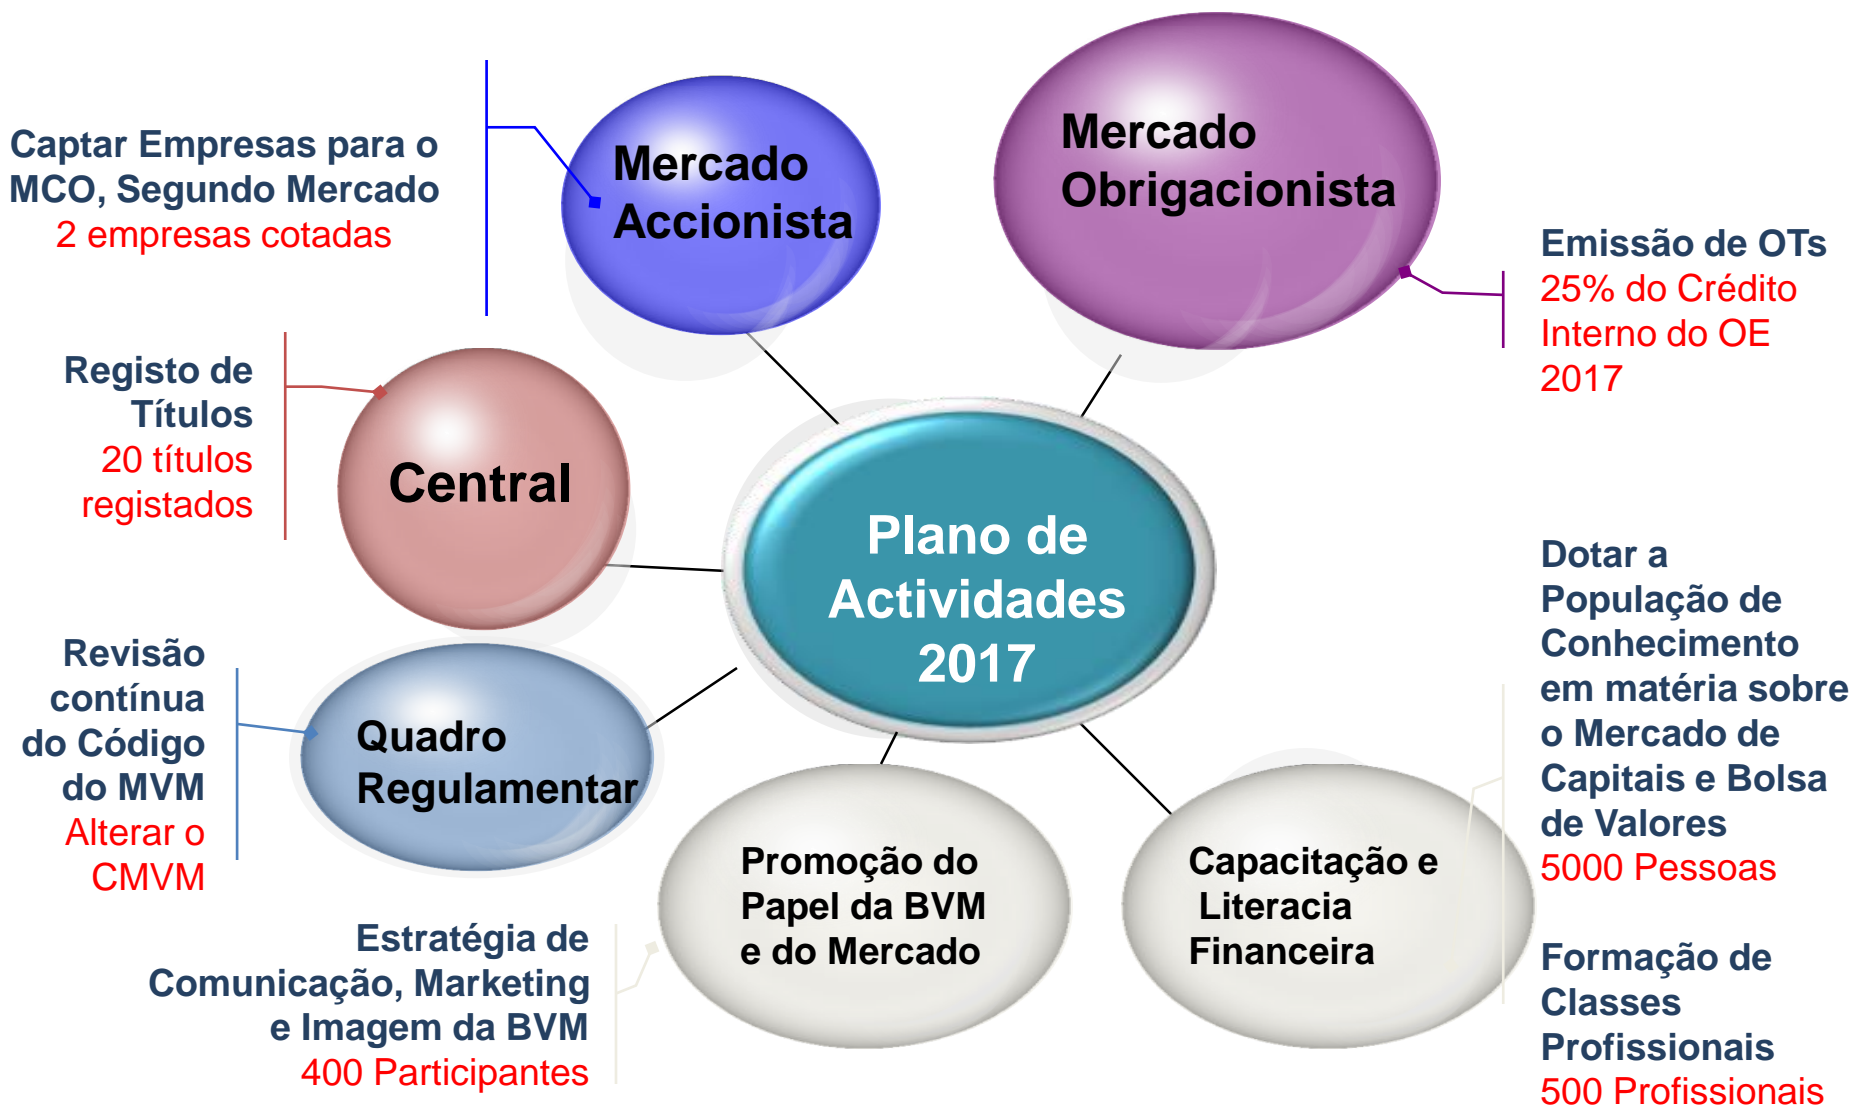 Mercado
Accionista
Captar Empresas para o
MCO, Segundo Mercado
2 empresas cotadas
Mercado
Obrigacionista
Emissão de OTs
25% do Crédito
Interno do OE
2017
Central
Registo de
Títulos
20 títulos
registados
Plano de
Actividades
2017
Quadro
Regulamentar
Revisão
contínua
do Código
do MVM
Alterar o
CMVM
Promoção do
Papel da BVM
e do Mercado
Estratégia de
Comunicação, Marketing
e Imagem da BVM
400 Participantes
Capacitação e
Literacia
Financeira
Dotar a
População de
Conhecimento
em matéria sobre
o Mercado de
Capitais e Bolsa
de Valores
5000 Pessoas
Formação de
Classes
Profissionais
500 Profissionais